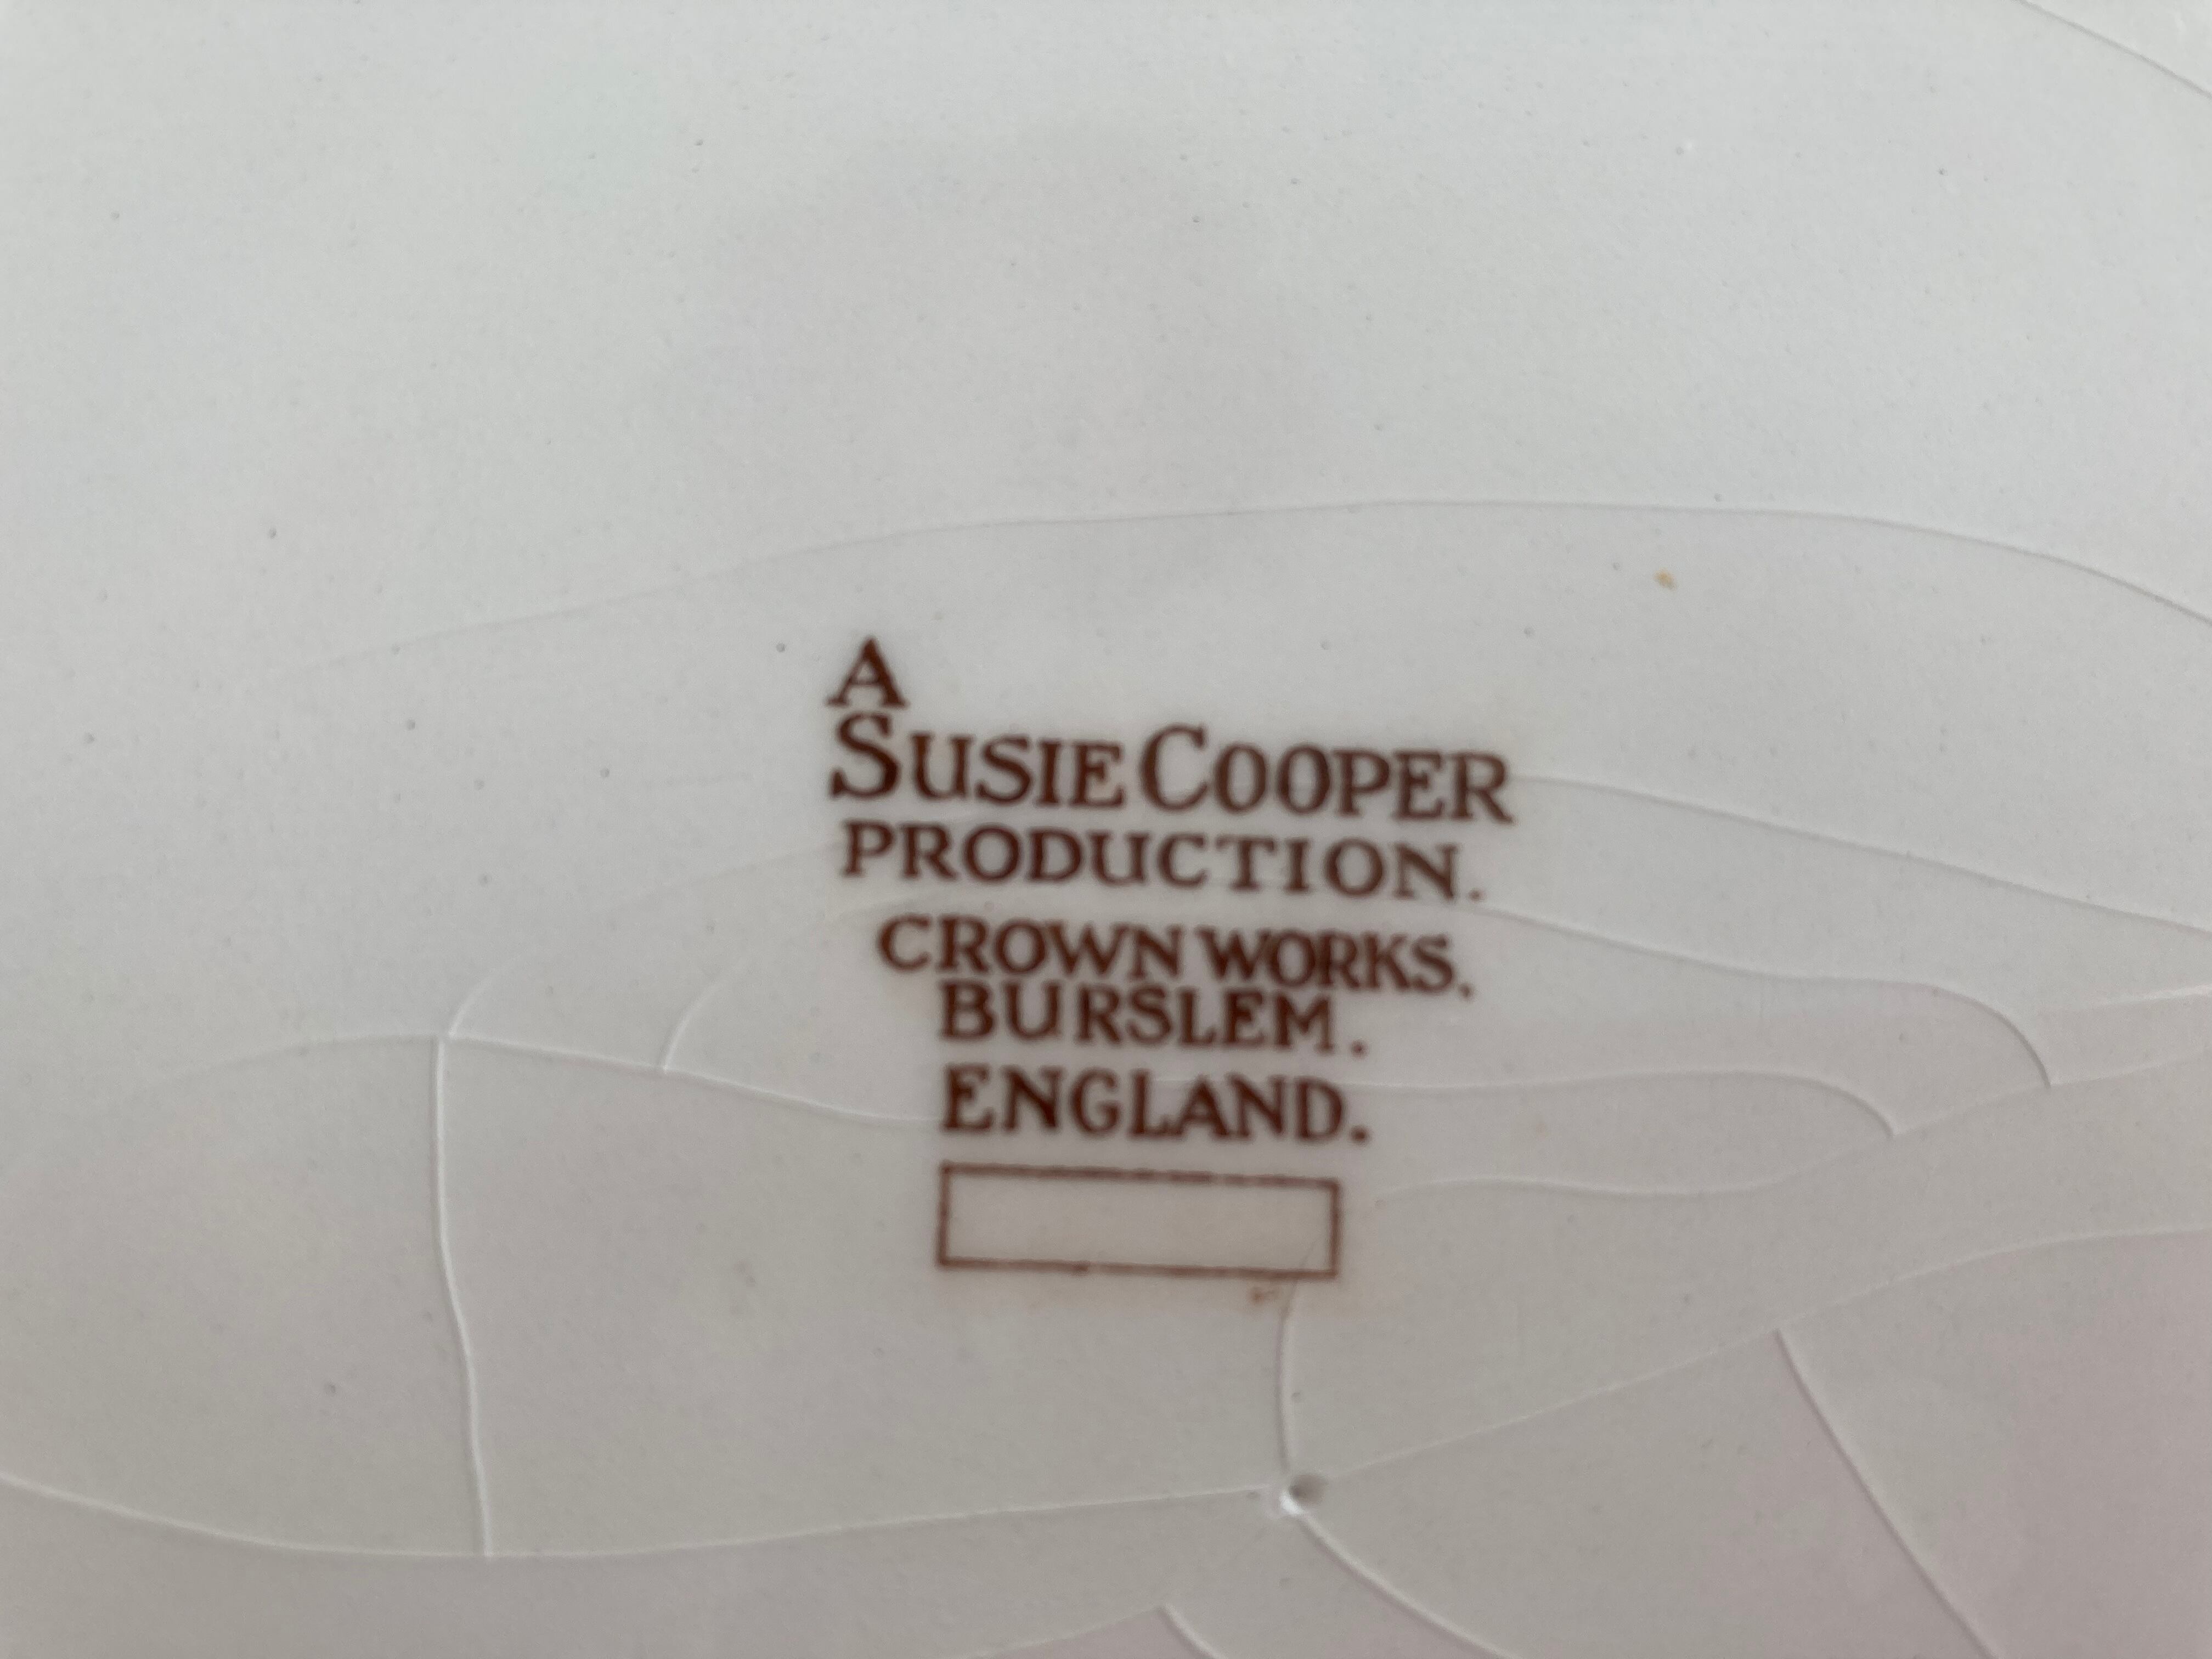 A
SUSIE COOPER
PRODUCTION.
CROWN WORKS.
BURSLEM.
ENGLAND.